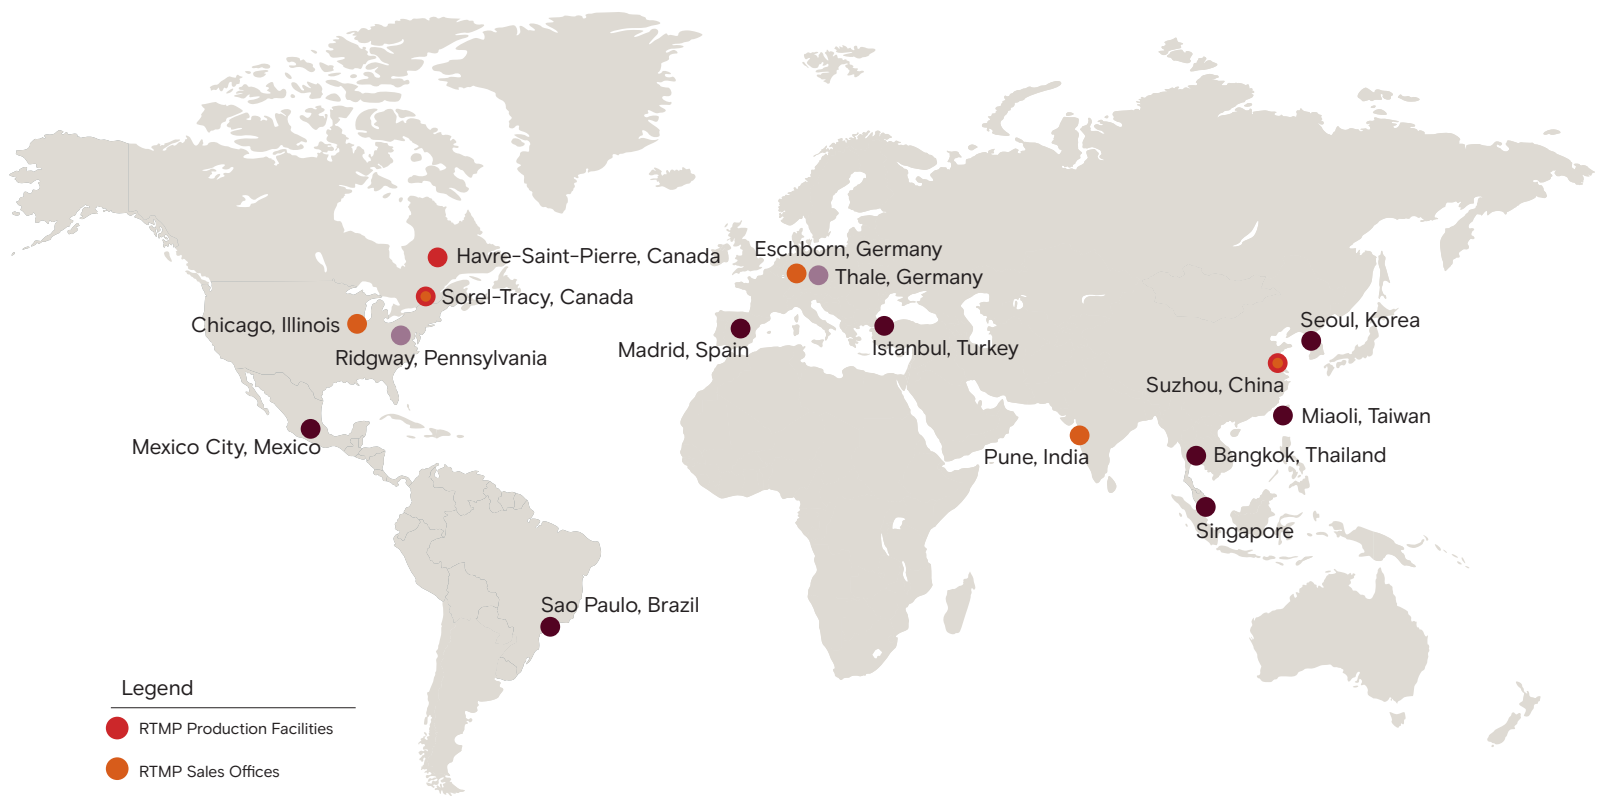 Havre-Saint-Pierre, Canada
Eschborn, Germany
Thale, Germany
Sorel-Tracy, Canada
Chicago, Illinois
Seoul, Korea
Ridgway, Pennsylvania
Madrid, Spain
Istanbul, Turkey
Suzhou, China
Miaoli, Taiwan
Mexico City, Mexico
Pune, India
Bangkok, Thailand
Singapore
Sao Paulo, Brazil
Legend
RTMP Production Facilities
RTMP Sales Offices